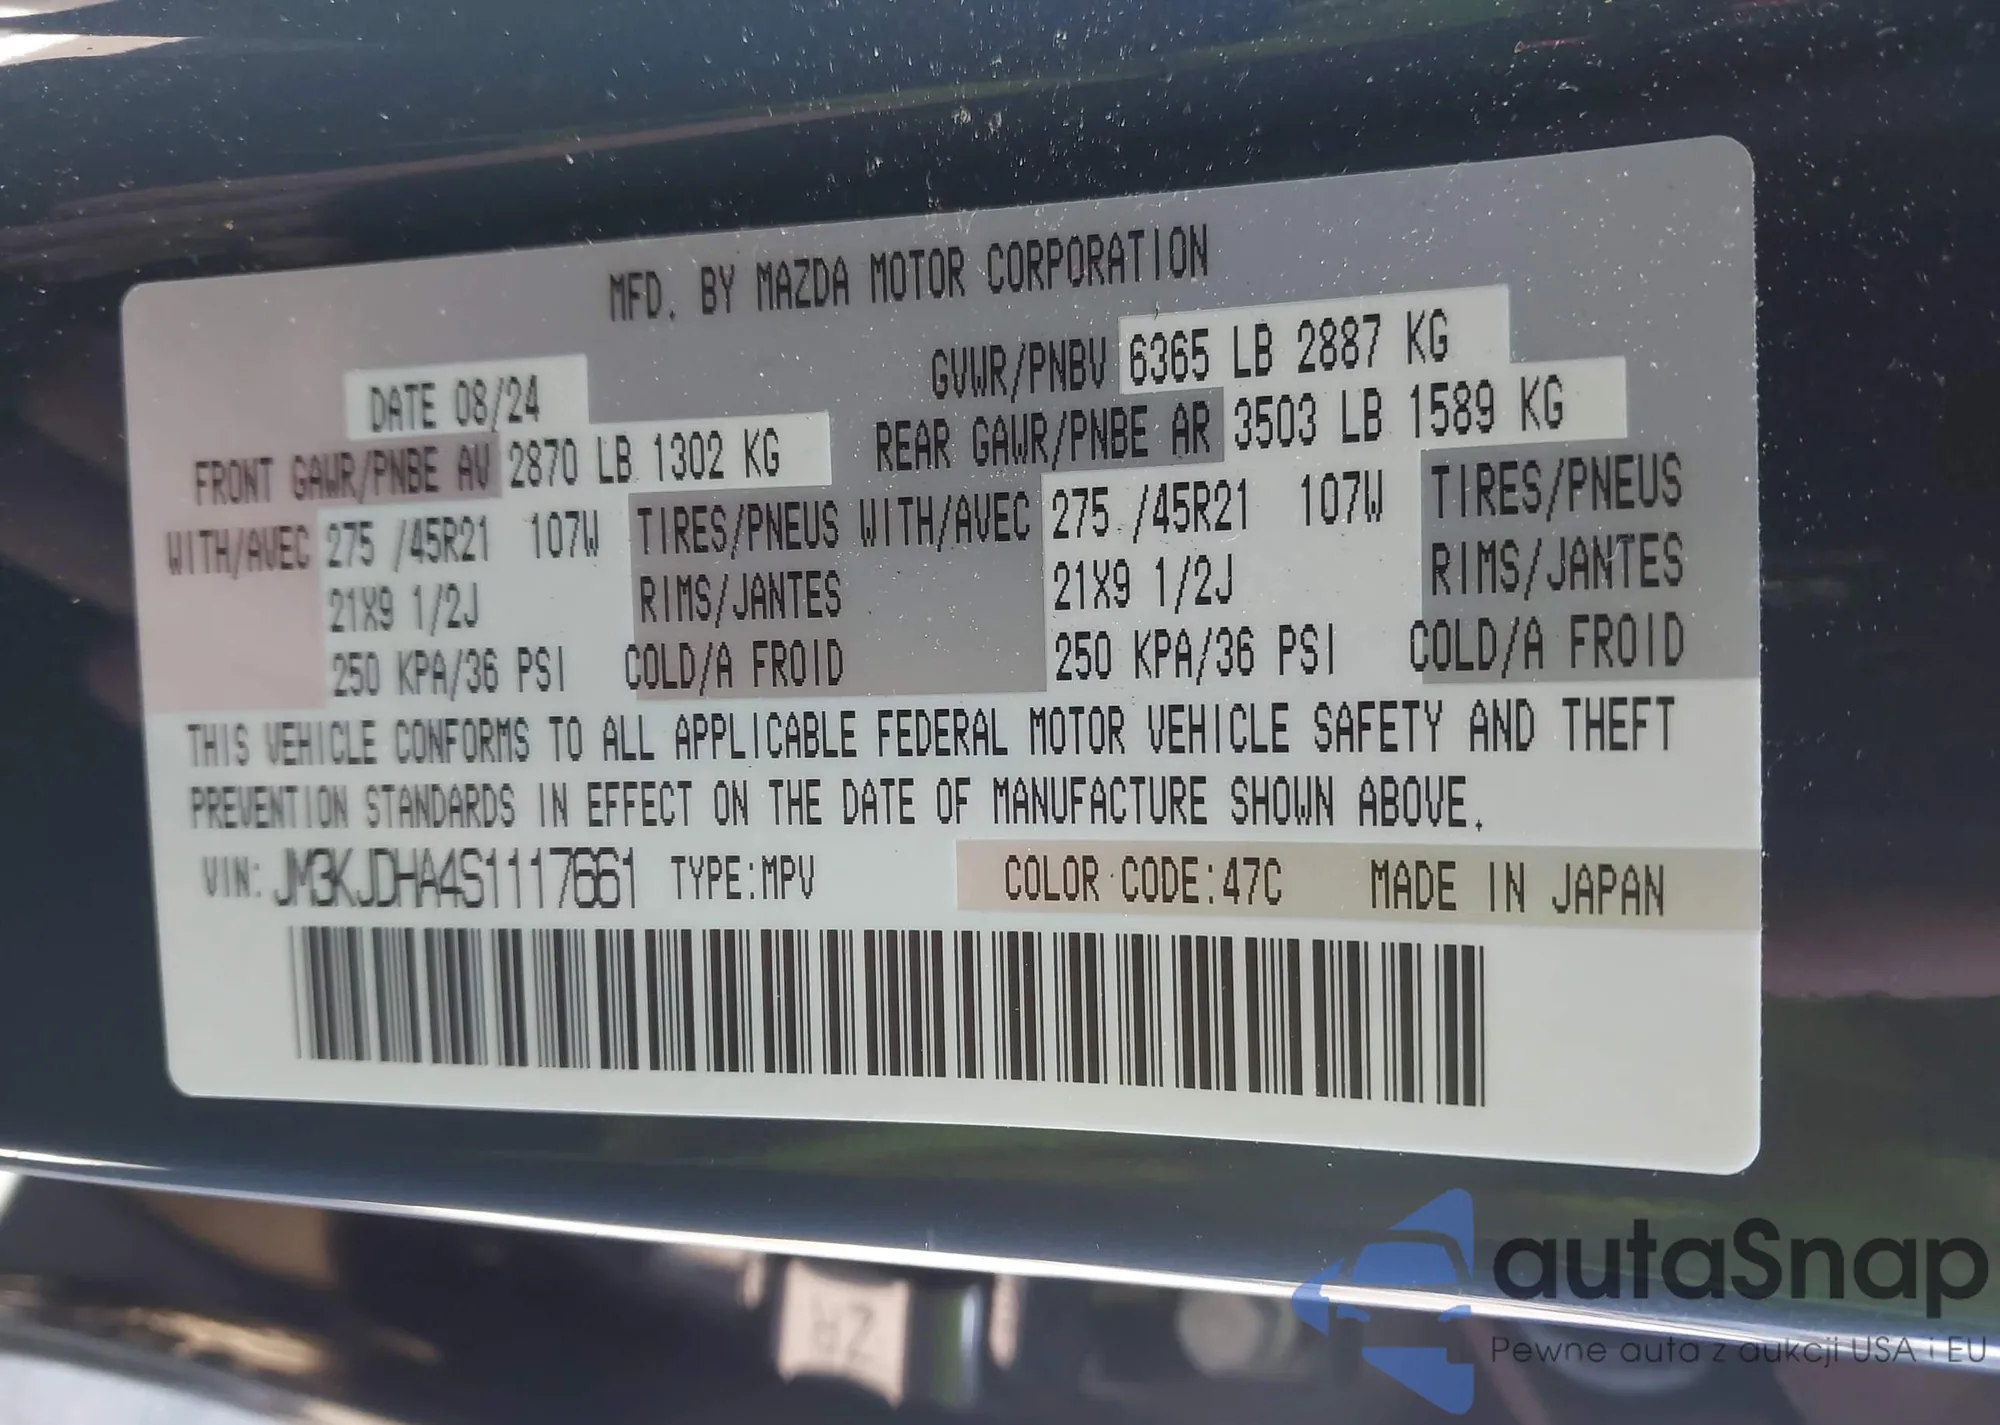 MFD. BY MAZDA MOTOR CORPORATION
DATE 08/24 GVWR/PNBV 6365 LB 2887 KG
FRONT GAWR/PNBE AV 2870 LB 1302 KG REAR GAWR/PNBE AR 3503 LB 1589 KG
WITH/AVEC 275 /45R21 107W TIRES/PNEUS WITH/AVEC 275 /45R21 107W TIRES/PNEUS
21X9 1/2J RIMS/JANTES 21X9 1/2J RIMS/JANTES
250 KPA/36 PSI COLD/A FROID 250 KPA/36 PSI COLD/A FROID
THIS VEHICLE CONFORMS TO ALL APPLICABLE FEDERAL MOTOR VEHICLE SAFETY AND THEFT
PREVENTION STANDARDS IN EFFECT ON THE DATE OF MANUFACTURE SHOWN ABOVE.
VIN: JM3KJDHA4S1117661 TYPE:MPV COLOR CODE:47C MADE IN JAPAN
autaSnap
Pewne auta z aukcji USA i EU